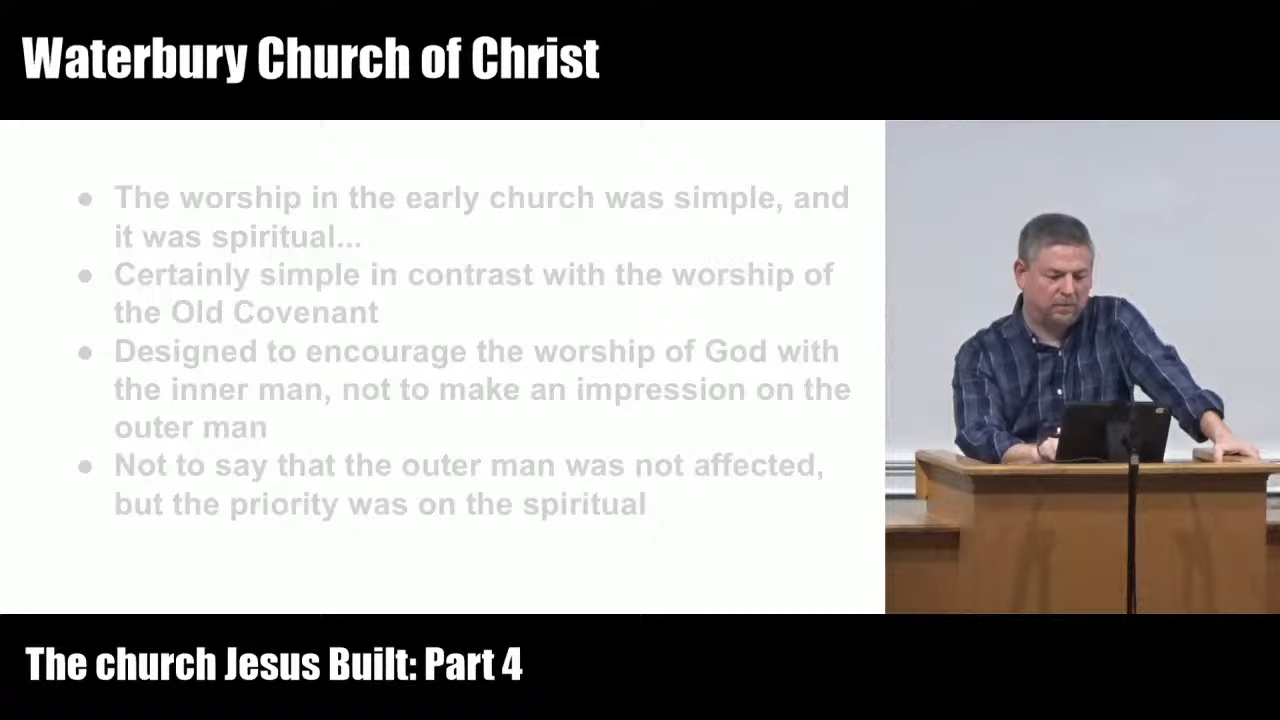 Waterbury Church of Christ
● The worship in the early church was simple, and
it was spiritual...
● Certainly simple in contrast with the worship of
the Old Covenant
● Designed to encourage the worship of God with
the inner man, not to make an impression on the
outer man
● Not to say that the outer man was not affected,
but the priority was on the spiritual
The church Jesus Built: Part 4